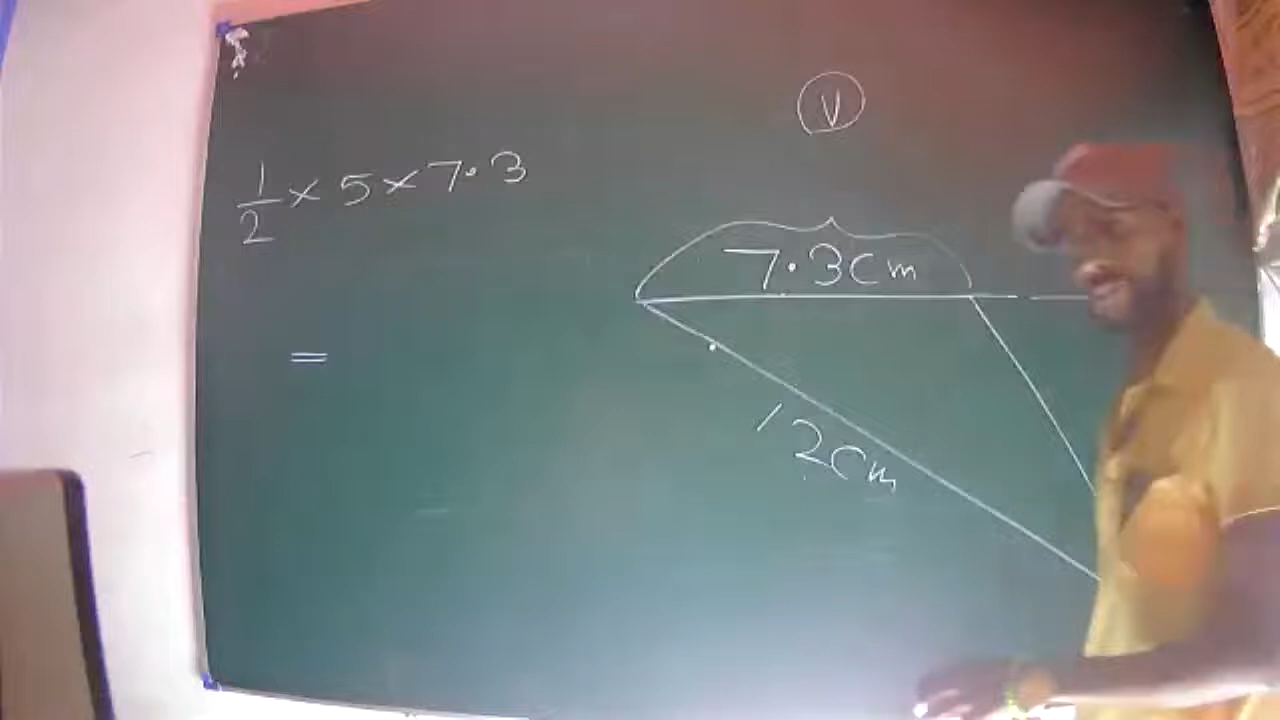 V
1/2 × 5 × 7·3
7·3cm
=
12cm